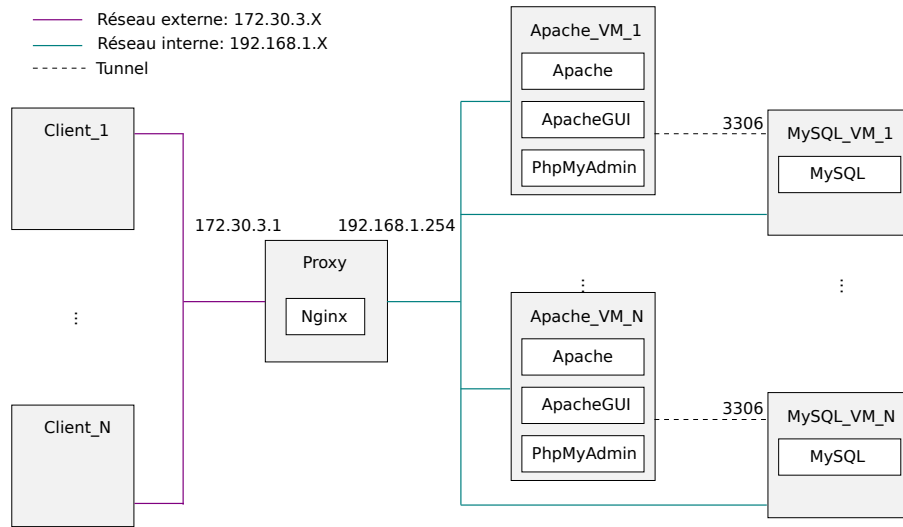 Réseau externe: 172.30.3.X
Réseau interne: 192.168.1.X
Tunnel
Client_1
⋮
Client_N
172.30.3.1
192.168.1.254
Proxy
Nginx
Apache_VM_1
Apache
ApacheGUI
PhpMyAdmin
3306
MySQL_VM_1
MySQL
⋮
⋮
Apache_VM_N
Apache
ApacheGUI
PhpMyAdmin
3306
MySQL_VM_N
MySQL